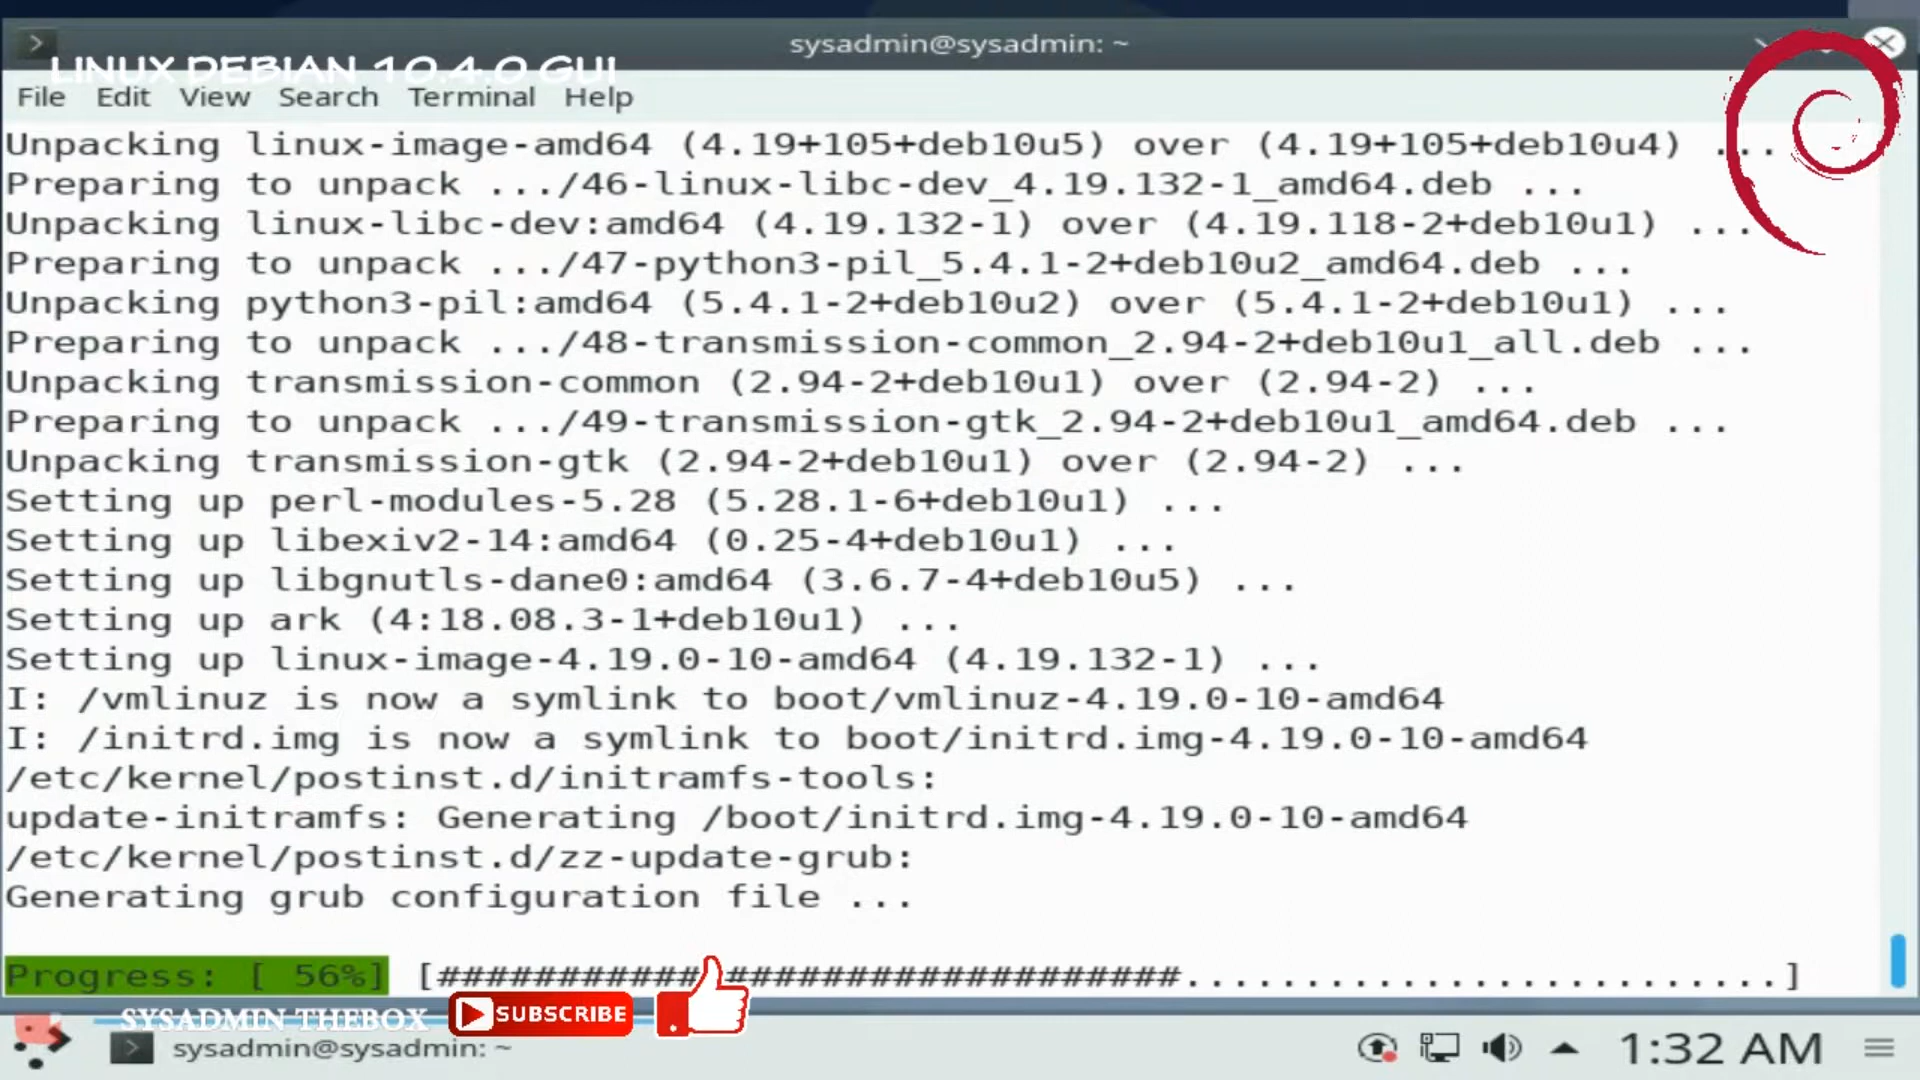 sysadmin@sysadmin: ~
LINUX DEBIAN 10.4.0 GUI
File Edit View Search Terminal Help
Unpacking linux-image-amd64 (4.19+105+deb10u5) over (4.19+105+deb10u4) ...
Preparing to unpack .../46-linux-libc-dev_4.19.132-1_amd64.deb ...
Unpacking linux-libc-dev:amd64 (4.19.132-1) over (4.19.118-2+deb10u1) ...
Preparing to unpack .../47-python3-pil_5.4.1-2+deb10u2_amd64.deb ...
Unpacking python3-pil:amd64 (5.4.1-2+deb10u2) over (5.4.1-2+deb10u1) ...
Preparing to unpack .../48-transmission-common_2.94-2+deb10u1_all.deb ...
Unpacking transmission-common (2.94-2+deb10u1) over (2.94-2) ...
Preparing to unpack .../49-transmission-gtk_2.94-2+deb10u1_amd64.deb ...
Unpacking transmission-gtk (2.94-2+deb10u1) over (2.94-2) ...
Setting up perl-modules-5.28 (5.28.1-6+deb10u1) ...
Setting up libexiv2-14:amd64 (0.25-4+deb10u1) ...
Setting up libgnutls-dane0:amd64 (3.6.7-4+deb10u5) ...
Setting up ark (4:18.08.3-1+deb10u1) ...
Setting up linux-image-4.19.0-10-amd64 (4.19.132-1) ...
I: /vmlinuz is now a symlink to boot/vmlinuz-4.19.0-10-amd64
I: /initrd.img is now a symlink to boot/initrd.img-4.19.0-10-amd64
/etc/kernel/postinst.d/initramfs-tools:
update-initramfs: Generating /boot/initrd.img-4.19.0-10-amd64
/etc/kernel/postinst.d/zz-update-grub:
Generating grub configuration file ...
Progress: [ 56%] [###############################.........................]
SYSADMIN THEBOX SUBSCRIBE
sysadmin@sysadmin: ~ 1:32 AM